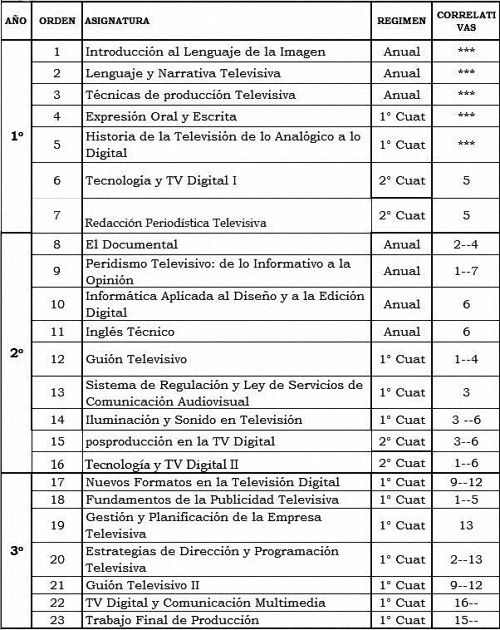 AÑO ORDEN ASIGNATURA REGIMEN CORRELATI
VAS
1º
1 Introducción al Lenguaje de la Imagen Anual ***
2 Lenguaje y Narrativa Televisiva Anual ***
3 Técnicas de producción Televisiva Anual ***
4 Expresión Oral y Escrita 1° Cuat ***
5 Historia de la Televisión de lo Analógico a lo
Digital 1° Cuat ***
6 Tecnología y TV Digital I 2° Cuat 5
7 Redacción Periodística Televisiva 2° Cuat 5
2º
8 El Documental Anual 2--4
9 Peridismo Televisivo: de lo Informativo a la
Opinión Anual 1--7
10 Informática Aplicada al Diseño y a la Edición
Digital Anual 6
11 Inglés Técnico Anual 6
12 Guión Televisivo 1° Cuat 1--4
13 Sistema de Regulación y Ley de Servicios de
Comunicación Audiovisual 1° Cuat 3
14 Iluminación y Sonido en Televisión 1° Cuat 3 --6
15 posproducción en la TV Digital 2° Cuat 3--6
16 Tecnología y TV Digital II 2° Cuat 1--6
3º
17 Nuevos Formatos en la Televisión Digital 1° Cuat 9--12
18 Fundamentos de la Publicidad Televisiva 1° Cuat 1--5
19 Gestión y Planificación de la Empresa
Televisiva 1° Cuat 13
20 Estrategias de Dirección y Programación
Televisiva 1° Cuat 2--13
21 Guión Televisivo II 1° Cuat 9--12
22 TV Digital y Comunicación Multimedia 1° Cuat 16--
23 Trabajo Final de Producción 1° Cuat 15--